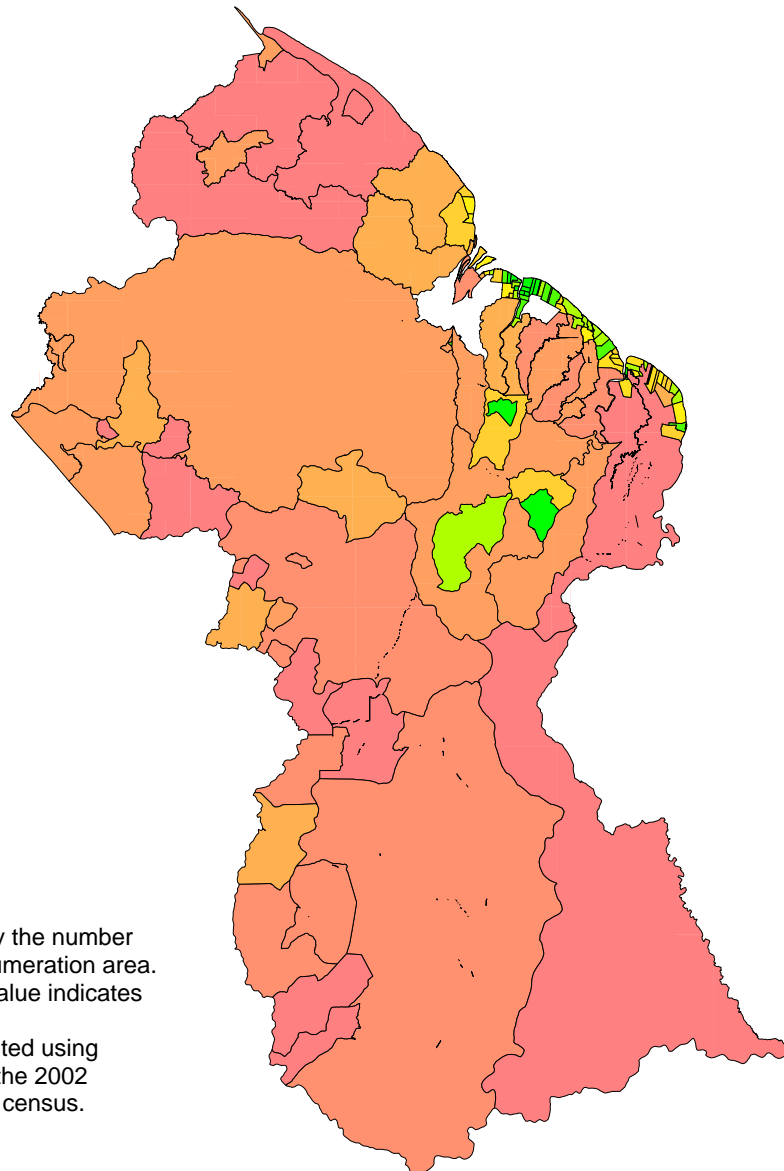 y the number
umeration area.
alue indicates
ted using
the 2002
census.